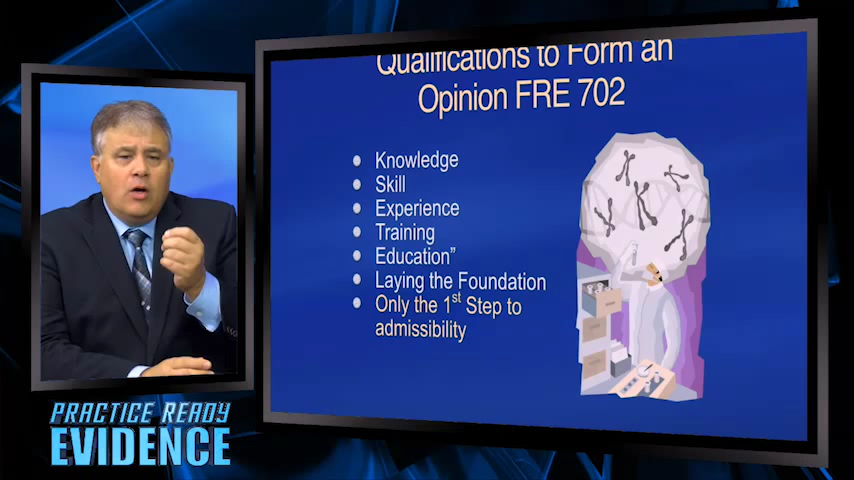 Qualifications to Form an
Opinion FRE 702
Knowledge
Skill
Experience
Training
Education”
Laying the Foundation
Only the 1st Step to
admissibility
PRACTICE READY
EVIDENCE